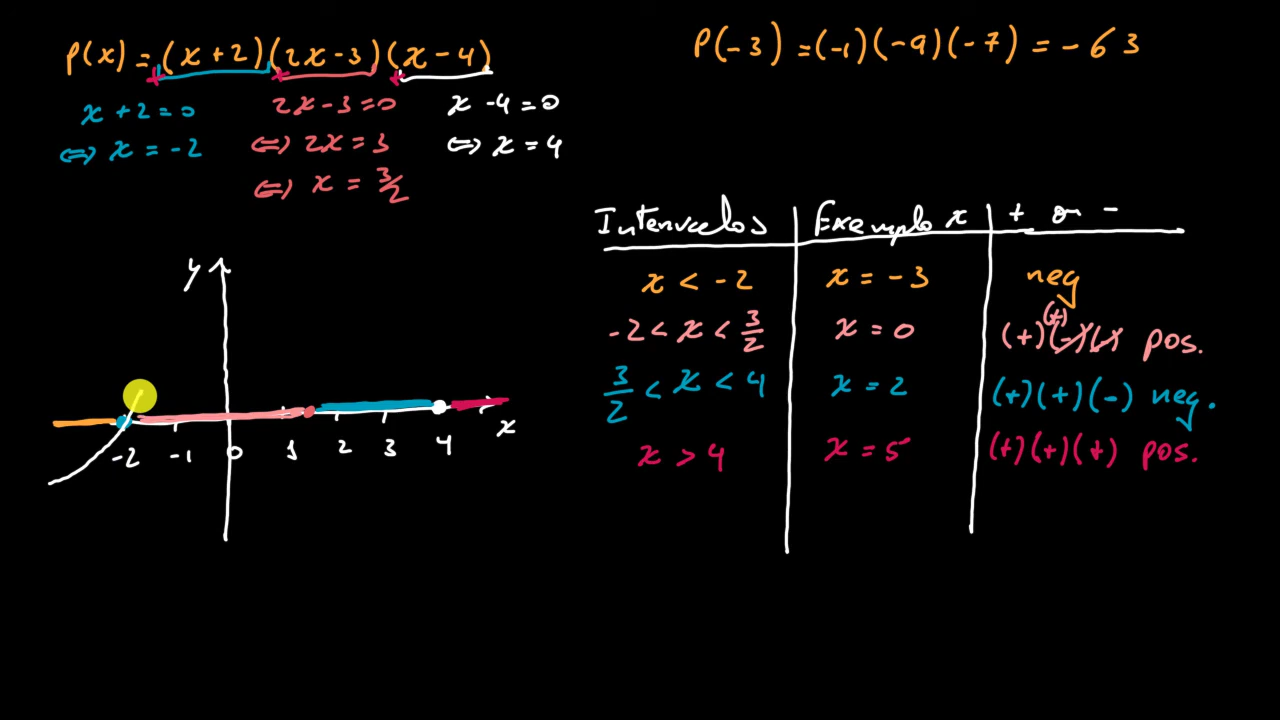 P(x) = (x + 2)(2x - 3)(x - 4)
x + 2 = 0
⇔ x = -2
2x - 3 = 0
⇔ 2x = 3
⇔ x = 3/2
x - 4 = 0
⇔ x = 4
P(-3) = (-1)(-9)(-7) = -63
Intervalos | Exemplo x | + ou -
x < -2 | x = -3 | neg
-2 < x < 3/2 | x = 0 | (+)(-)(-) (+) pos.
3/2 < x < 4 | x = 2 | (+)(+)(-) neg.
x > 4 | x = 5 | (+)(+)(+) pos.
y
x
-2 -1 0 1 2 3 4